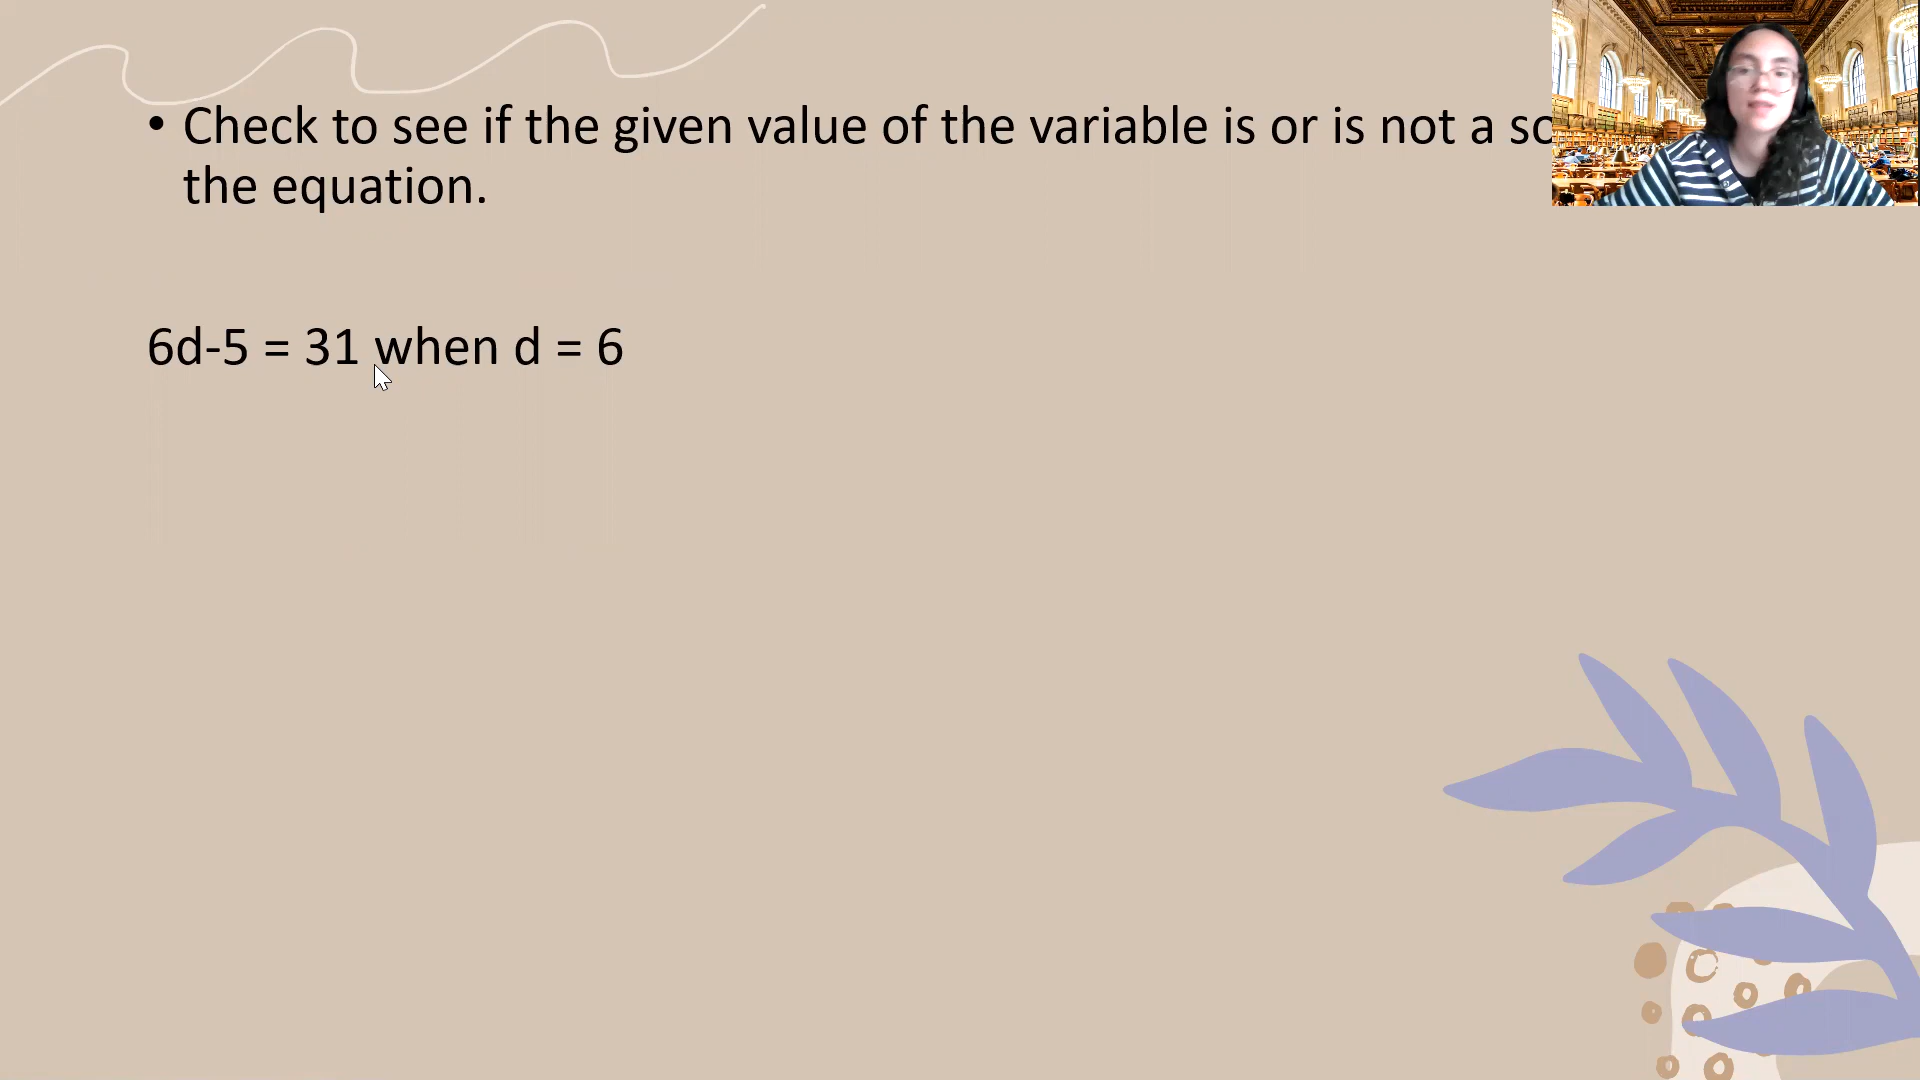 • Check to see if the given value of the variable is or is not a
the equation.
6d-5 = 31 when d = 6